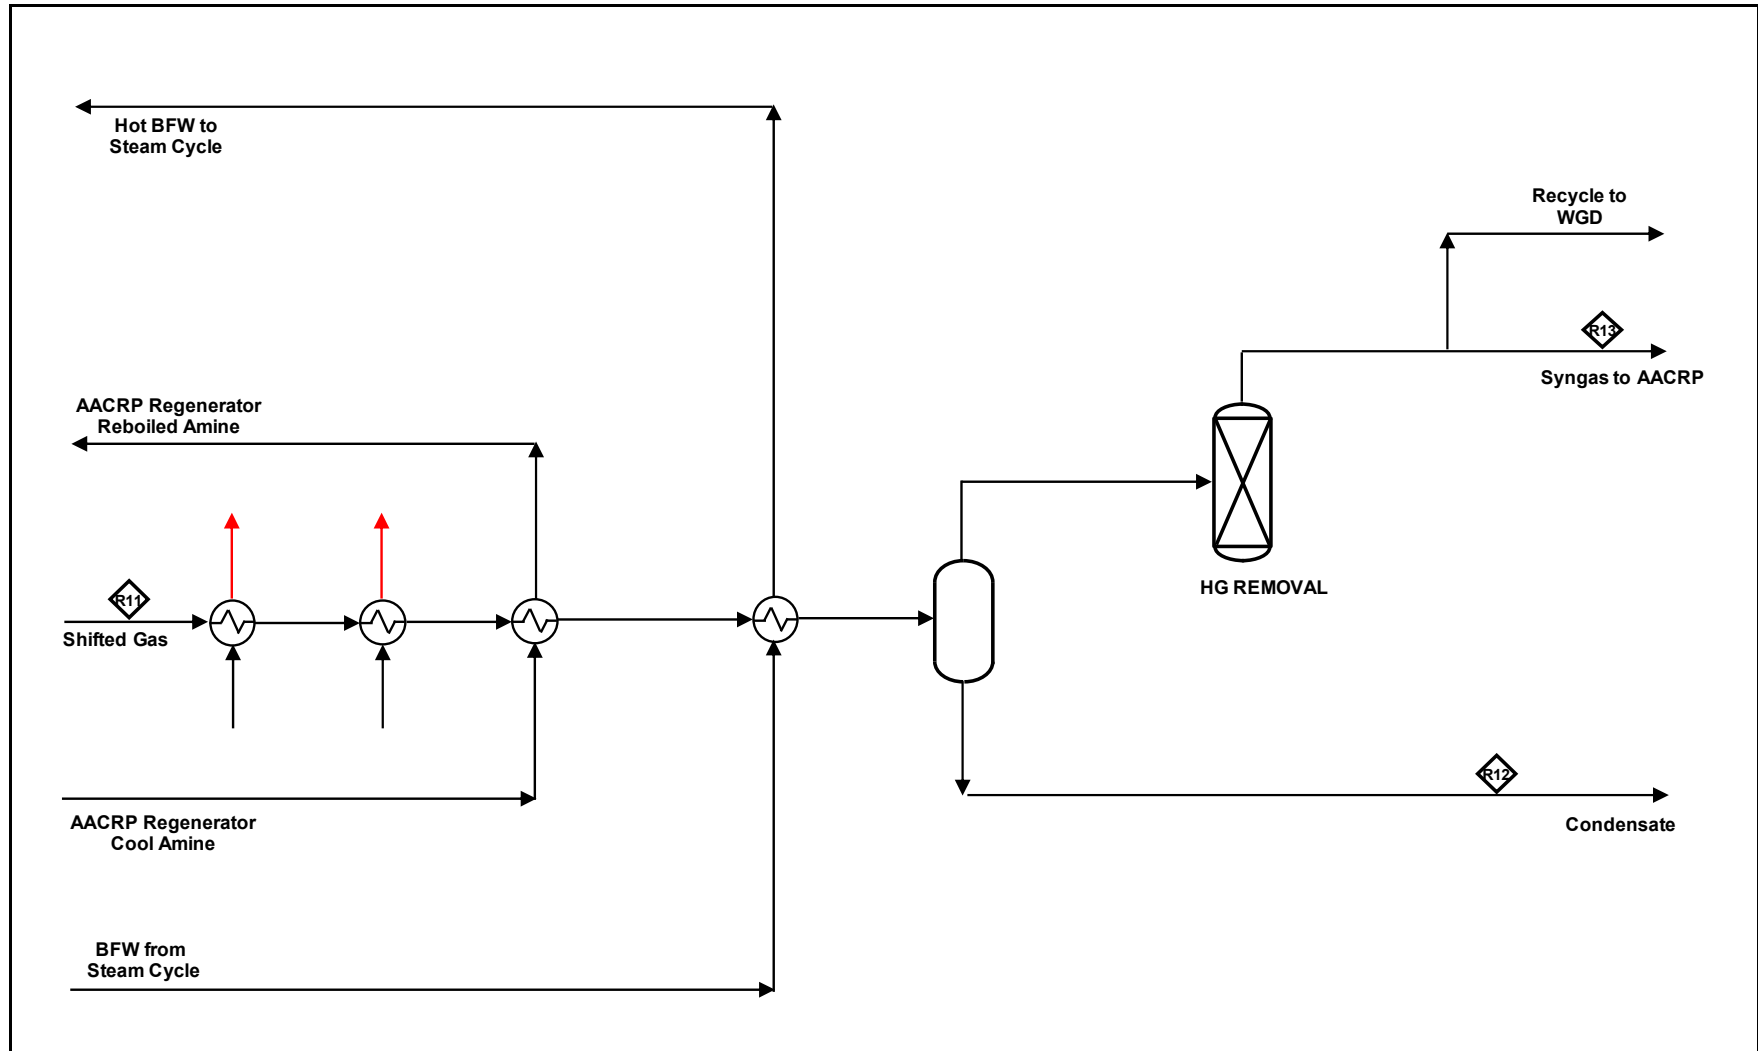 Hot BFW to
Steam Cycle
Recycle to
WGD
R13
Syngas to AACRP
AACRP Regenerator
Reboiled Amine
R11
Shifted Gas
HG REMOVAL
R12
Condensate
AACRP Regenerator
Cool Amine
BFW from
Steam Cycle